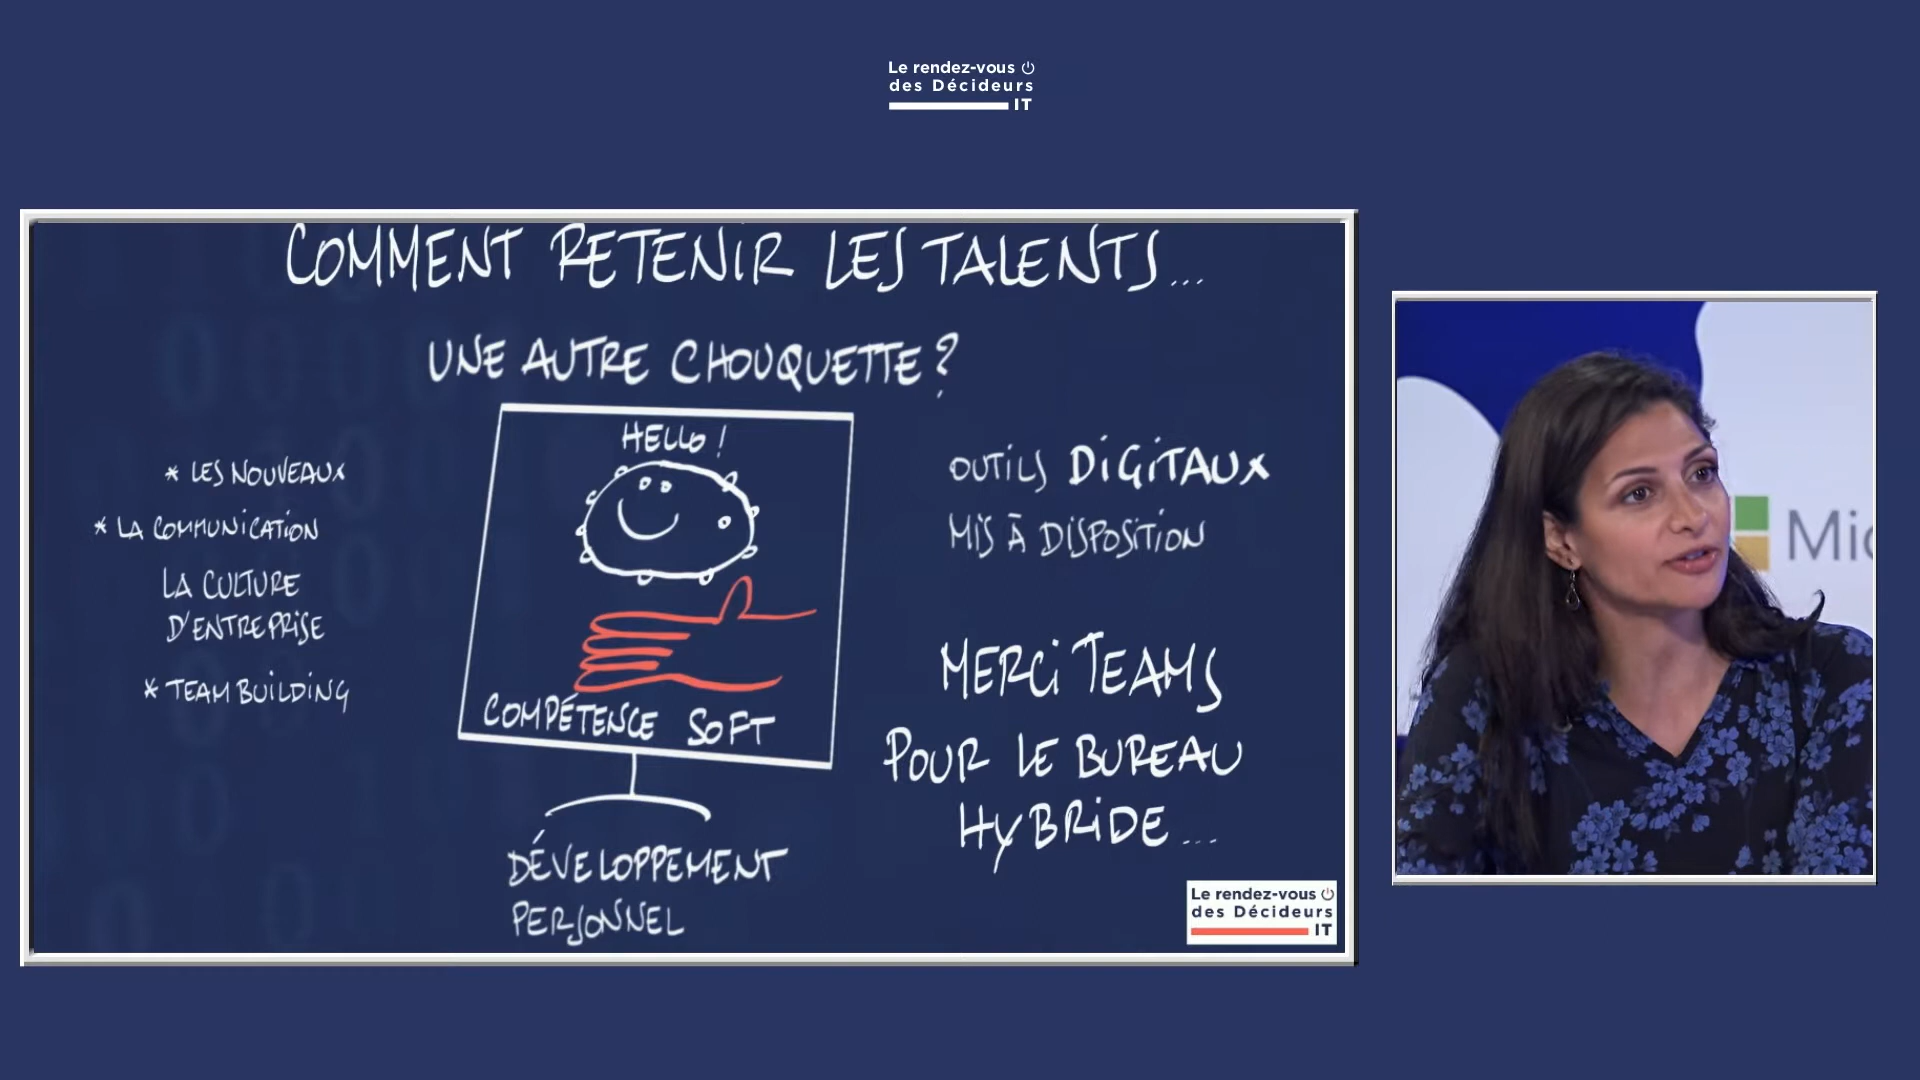 Le rendez-vous
des Décideurs
IT
COMMENT RETENIR LES TALENTS...
UNE AUTRE CHOUQUETTE ?
HELLO !
* LES NOUVEAUX
* LA COMMUNICATION
LA CULTURE
D'ENTREPRISE
* TEAM BUILDING
COMPÉTENCE SOFT
DÉVELOPPEMENT
PERSONNEL
OUTILS DIGITAUX
MIS À DISPOSITION
MERCI TEAMS
POUR LE BUREAU
HYBRIDE...
Le rendez-vous
des Décideurs
IT
Mic